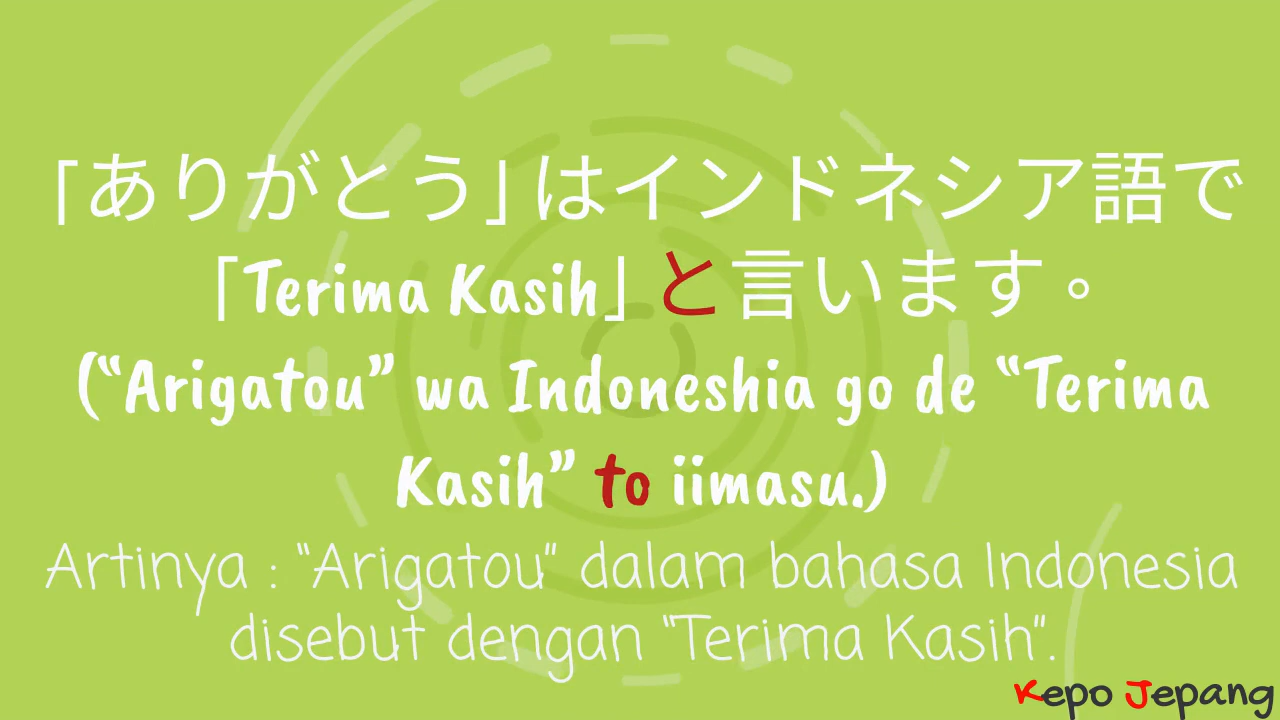 「ありがとう」はインドネシア語で
「Terima Kasih」と言います。
(“Arigatou” wa Indoneshia go de “Terima
Kasih” to iimasu.)
Artinya : "Arigatou" dalam bahasa Indonesia
disebut dengan "Terima Kasih".
Kepo Jepang